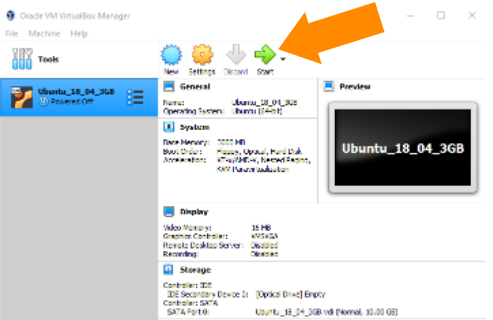 Oracle VM VirtualBox Manager
File Machine Help
Tools
New Settings Discard Start
Ubuntu_18_04_3GB
Powered Off
General
Name: Ubuntu_18_04_3GB
Operating System: Ubuntu (64-bit)
Preview
Ubuntu_18_04_3GB
System
Base Memory: 3000 MB
Boot Order: Floppy, Optical, Hard Disk
Acceleration: VT-x/AMD-V, Nested Paging,
KVM Paravirtualization
Display
Video Memory: 16 MB
Graphics Controller: VMSVGA
Remote Desktop Server: Disabled
Recording: Disabled
Storage
Controller: IDE
IDE Secondary Device 0: [Optical Drive] Empty
Controller: SATA
SATA Port 0: Ubuntu_18_04_3GB.vdi (Normal, 10.00 GB)